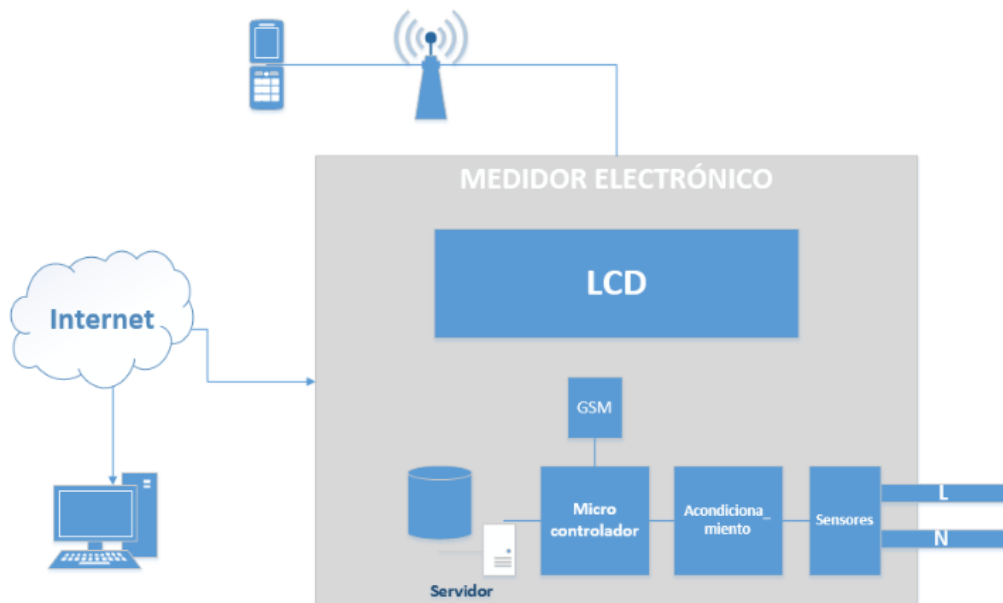 MEDIDOR ELECTRÓNICO
LCD
Internet
GSM
Micro
controlador
Acondiciona_
miento
Sensores
L
N
Servidor